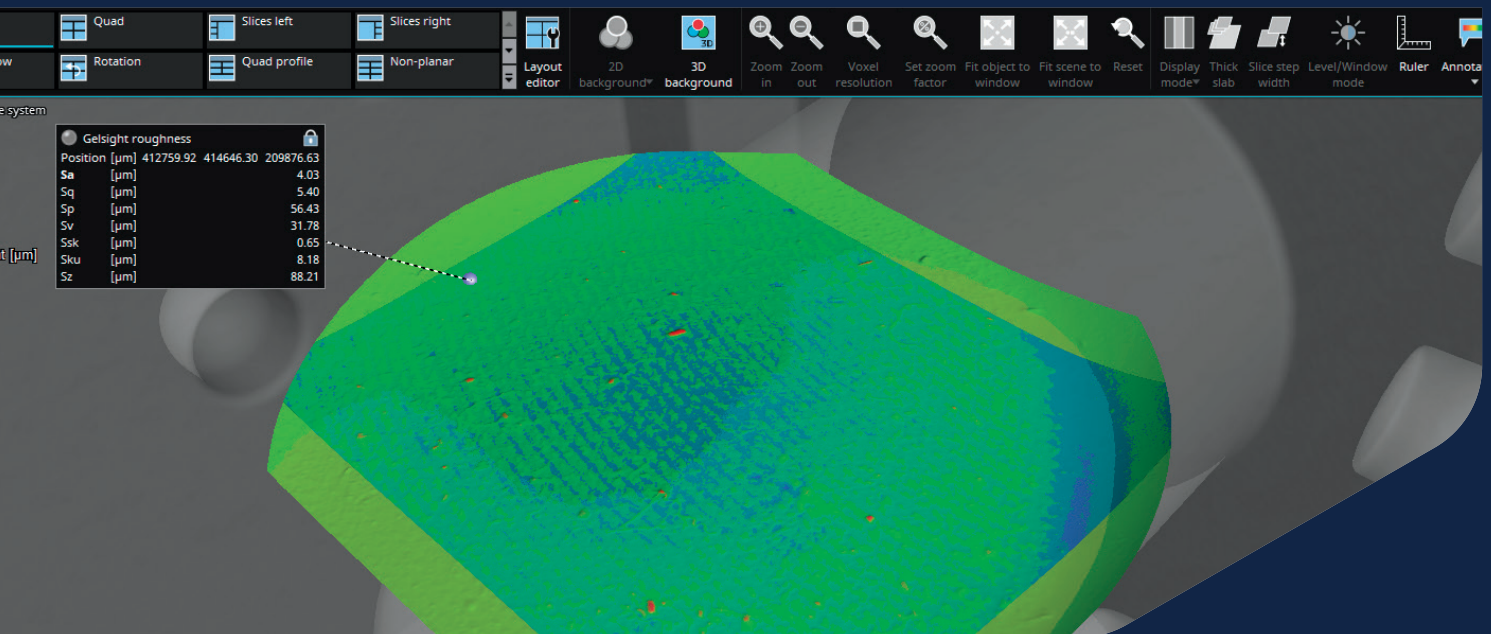 Quad
Slices left
Slices right
ow
Rotation
Quad profile
Non-planar
Layout
editor
2D
background
3D
3D
background
Zoom
in
Zoom
out
Voxel
resolution
Set zoom
factor
Fit object to
window
Fit scene to
window
Reset
Display
mode
Thick
slab
Slice step
width
Level/Window
mode
Ruler
Annota
e system
t [µm]
Gelsight roughness
Position [µm] 412759.92 414646.30 209876.63
Sa [µm] 4.03
Sq [µm] 5.40
Sp [µm] 56.43
Sv [µm] 31.78
Ssk [µm] 0.65
Sku [µm] 8.18
Sz [µm] 88.21